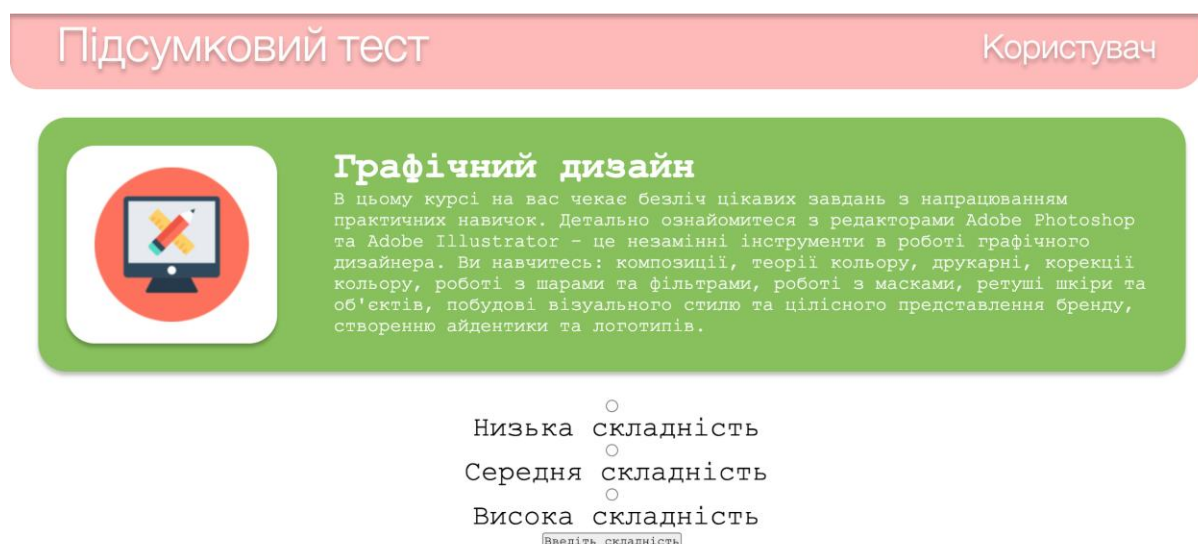 Підсумковий тест
Користувач
Графічний дизайн
В цьому курсі на вас чекає безліч цікавих завдань з напрацюванням
практичних навичок. Детально ознайомитеся з редакторами Adobe Photoshop
та Adobe Illustrator – це незамінні інструменти в роботі графічного
дизайнера. Ви навчитесь: композиції, теорії кольору, друкарні, корекції
кольору, роботі з шарами та фільтрами, роботі з масками, ретуші шкіри та
об'єктів, побудові візуального стилю та цілісного представлення бренду,
створенню айдентики та логотипів.
Низька складність
Середня складність
Висока складність
Введіть складність